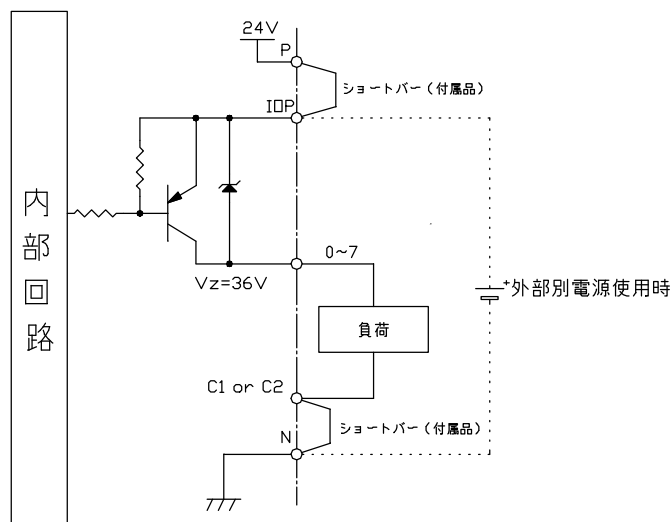 24V
P
ショートバー(付属品)
IOP
内部回路
0~7
Vz=36V
+
外部別電源使用時
負荷
C1 or C2
ショートバー(付属品)
N